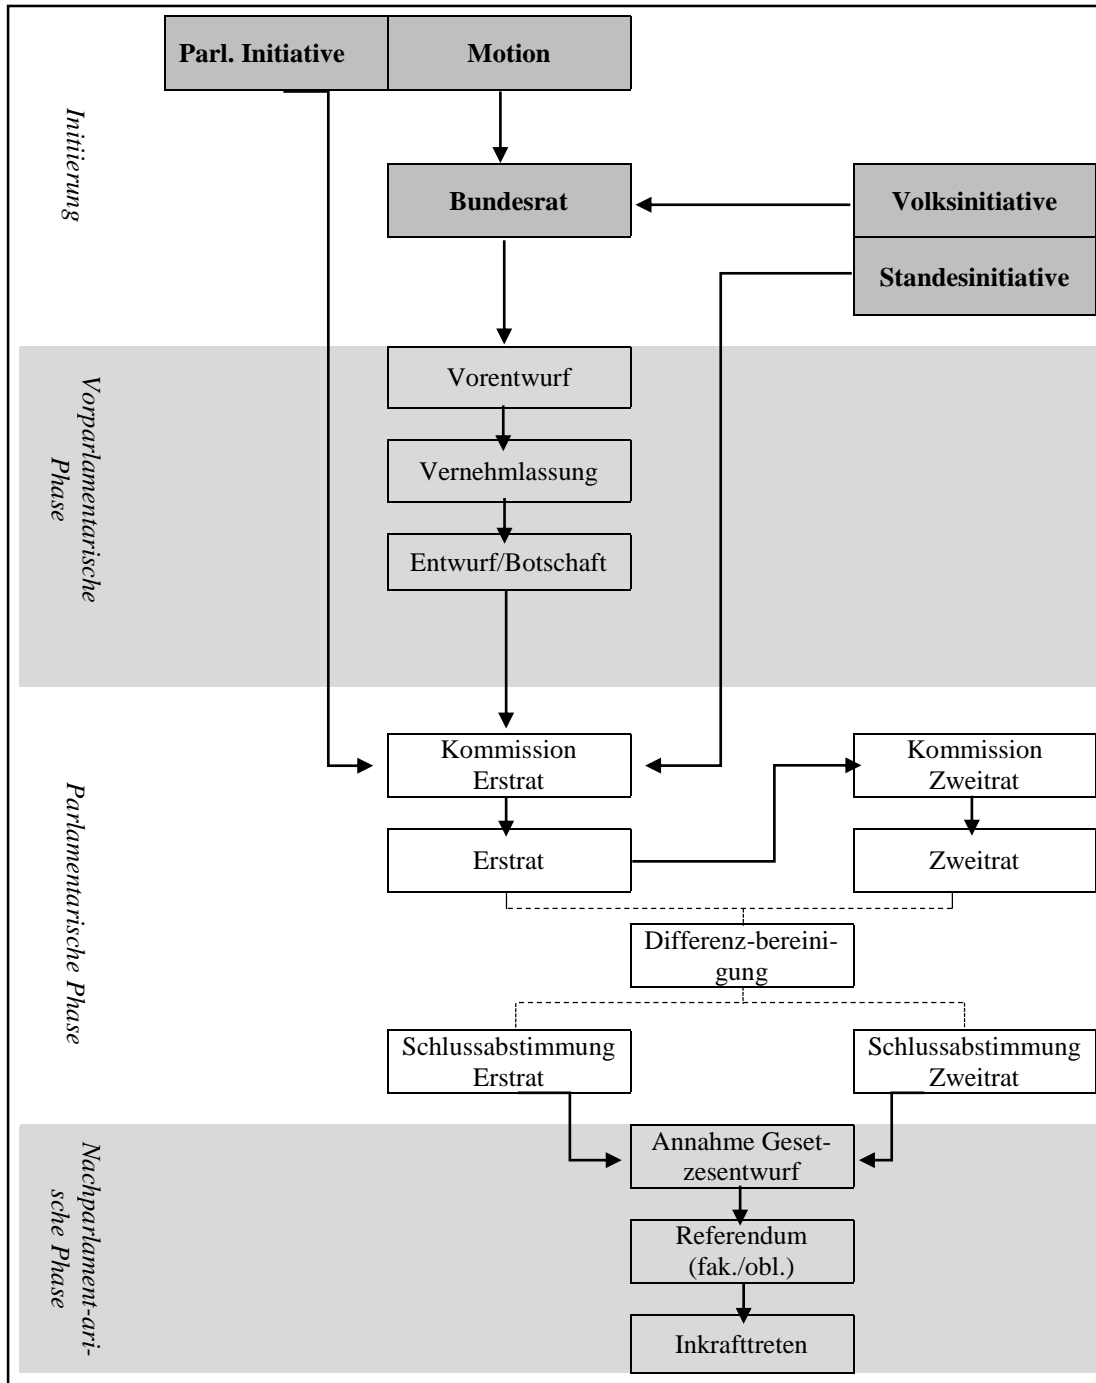 Parl. Initiative
Motion
Initiierung
Bundesrat
Volksinitiative
Standesinitiative
Vorparlamentarische
Phase
Vorentwurf
Vernehmlassung
Entwurf/Botschaft
Parlamentarische Phase
Kommission
Erstrat
Kommission
Zweitrat
Erstrat
Zweitrat
Differenz-bereini-
gung
Schlussabstimmung
Erstrat
Schlussabstimmung
Zweitrat
Nachparlament-ari-
sche Phase
Annahme Geset-
zesentwurf
Referendum
(fak./obl.)
Inkrafttreten